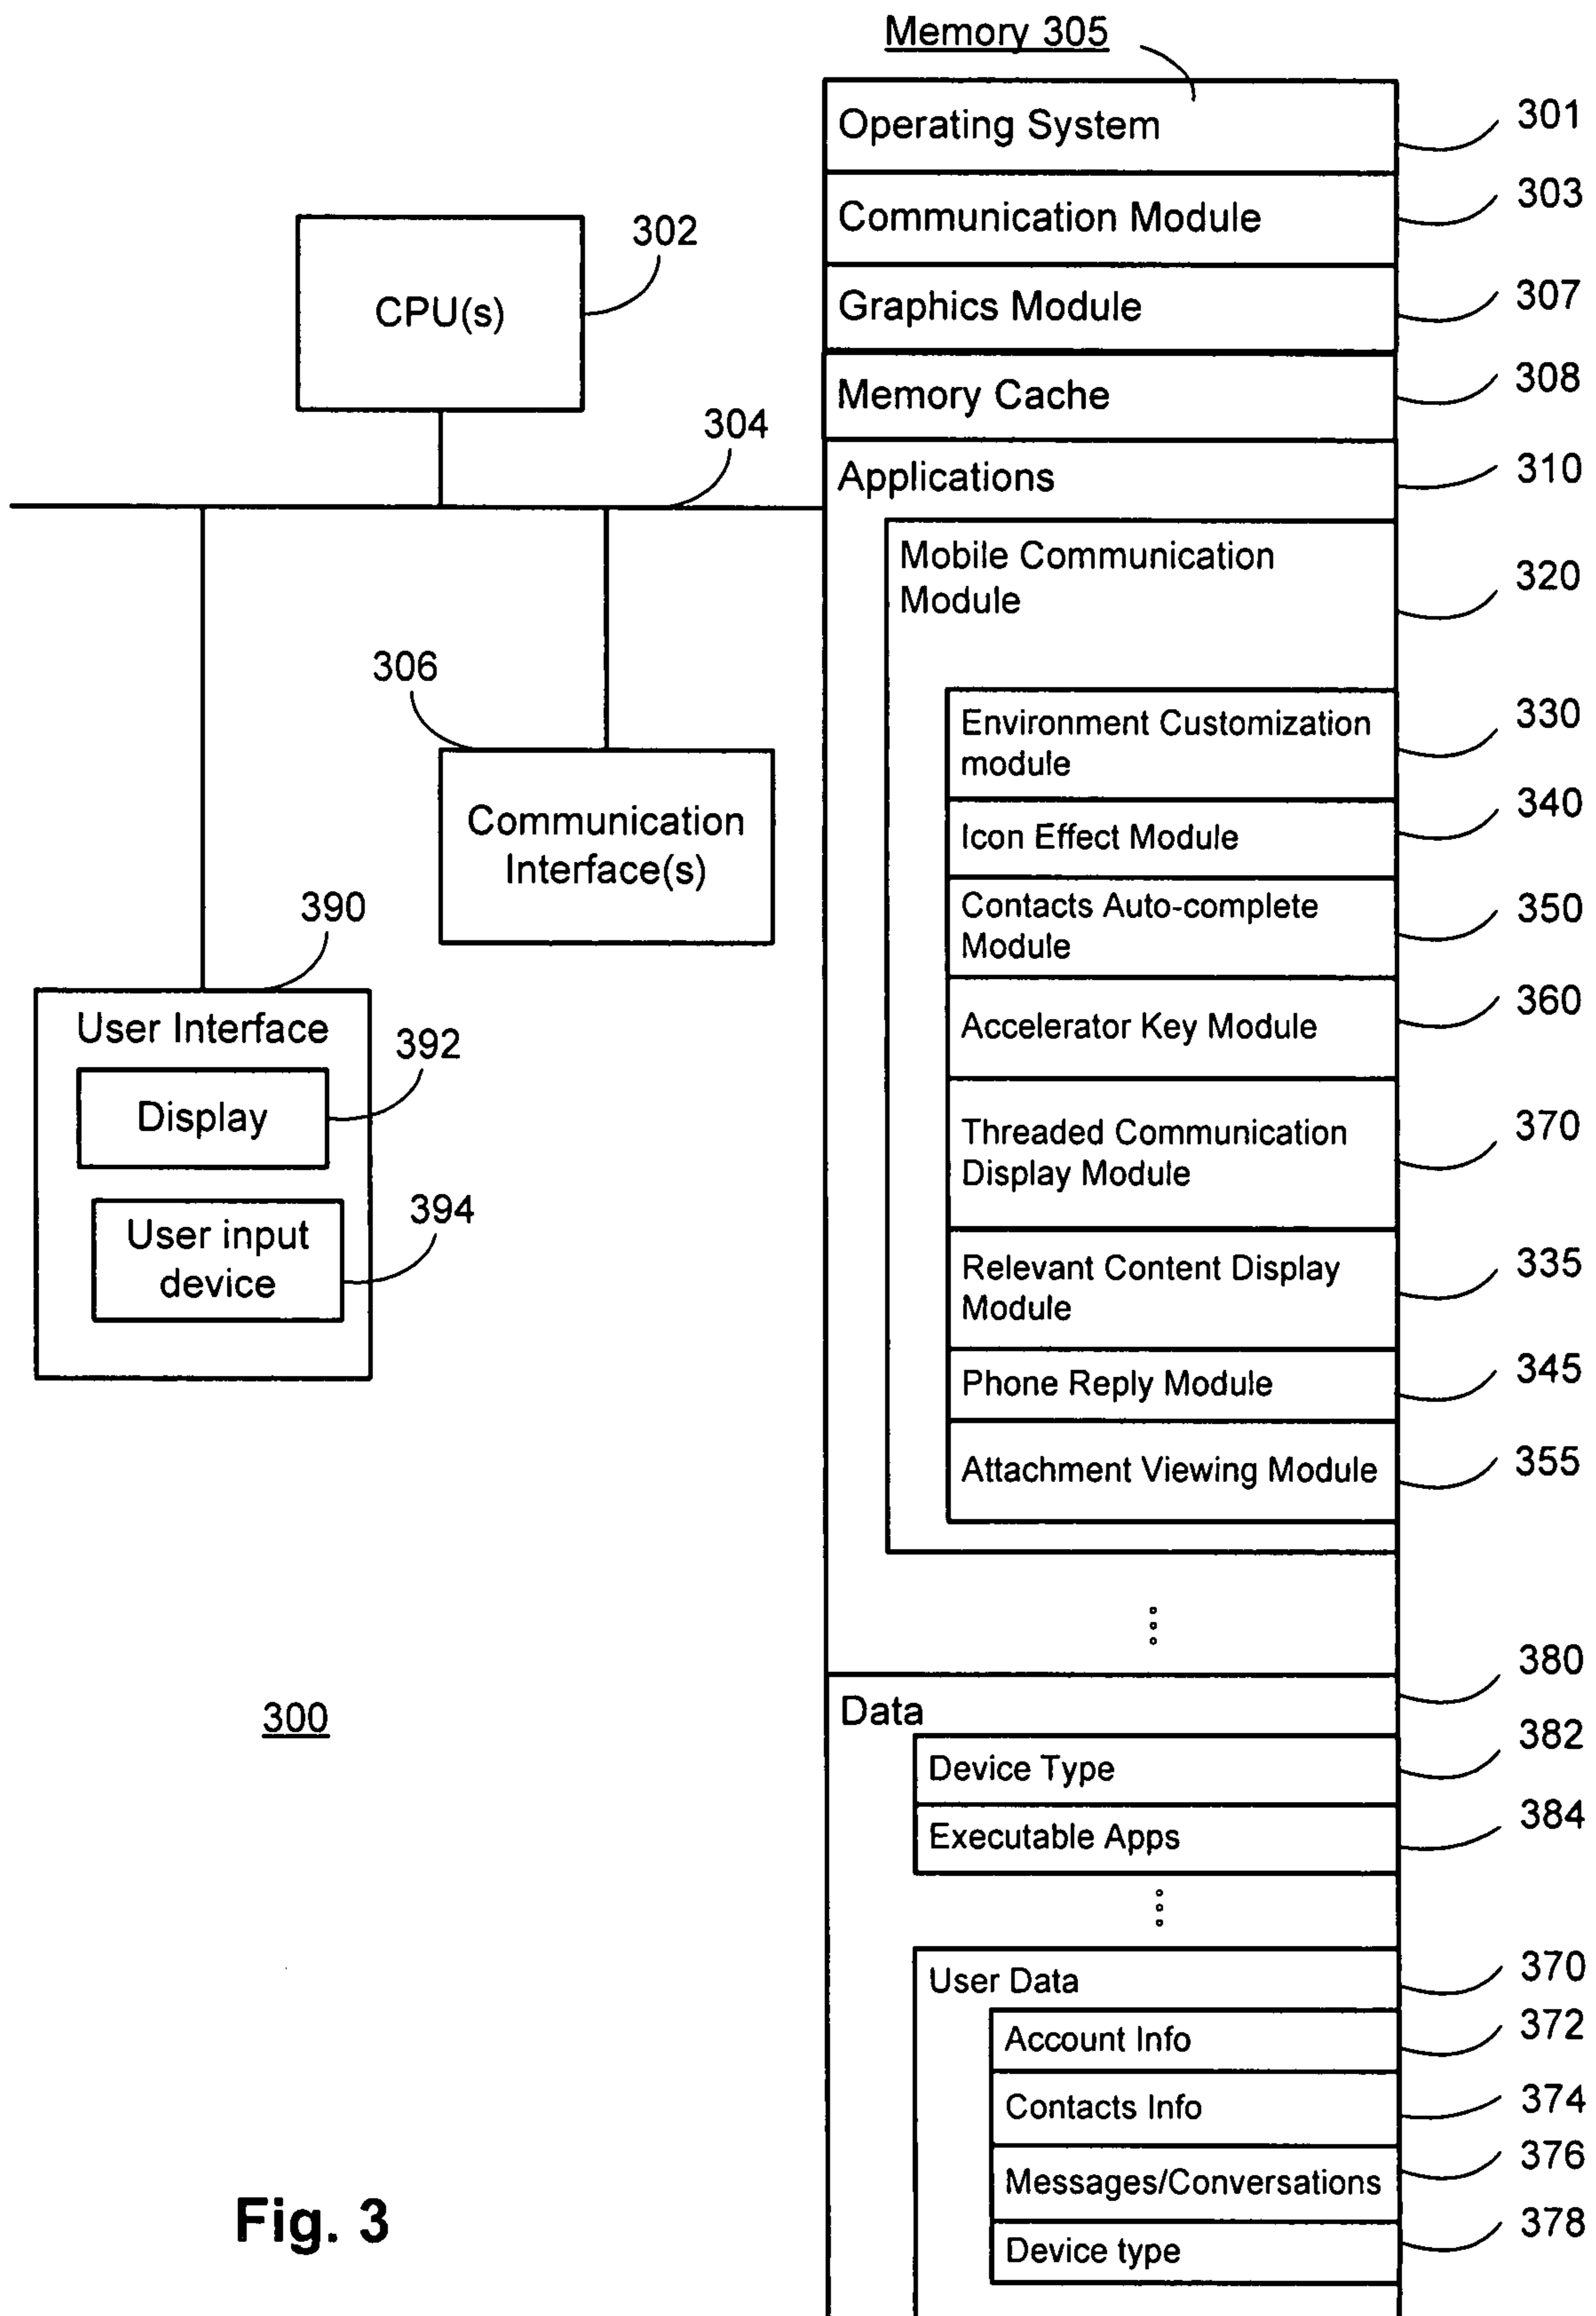 Memory 305
Operating System
301
Communication Module
303
Graphics Module
307
Memory Cache
308
Applications
310
Mobile Communication
Module
320
Environment Customization
module
330
Icon Effect Module
340
Contacts Auto-complete
Module
350
Accelerator Key Module
360
Threaded Communication
Display Module
370
Relevant Content Display
Module
335
Phone Reply Module
345
Attachment Viewing Module
355
Data
380
Device Type
382
Executable Apps
384
User Data
370
Account Info
372
Contacts Info
374
Messages/Conversations
376
Device type
378
CPU(s)
302
304
306
Communication
Interface(s)
390
User Interface
392
Display
394
User input
device
300
Fig. 3